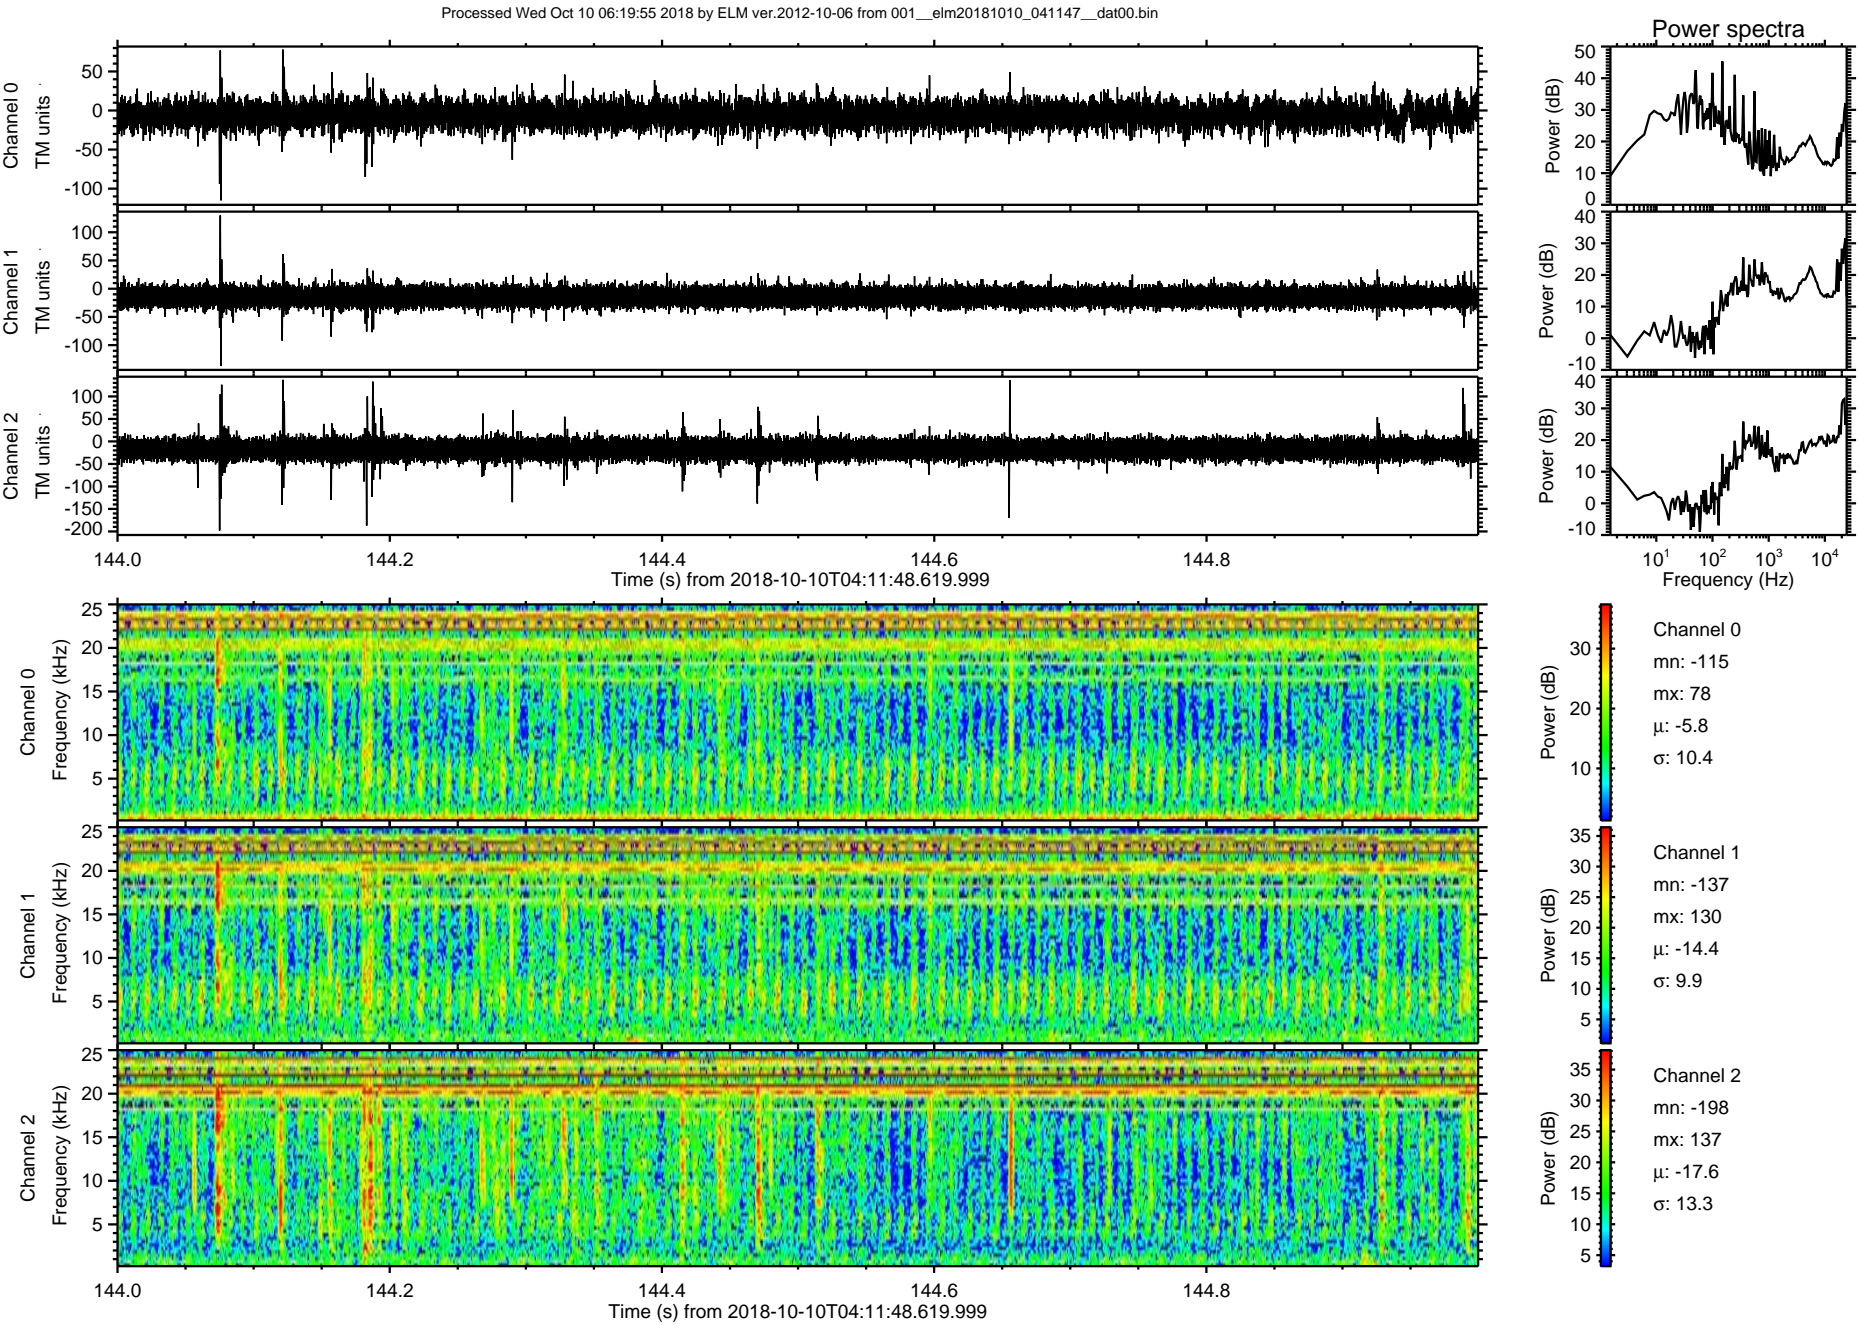 Processed Wed Oct 10 06:19:55 2018 by ELM ver.2012-10-06 from 001__elm20181010_041147__dat00.bin
Power spectra
Channel 0
TM units
50
0
-50
-100
Power (dB)
50
40
30
20
10
0
Channel 1
TM units
100
50
0
-50
-100
Power (dB)
40
30
20
10
0
-10
Channel 2
TM units
100
50
0
-50
-100
-150
-200
Power (dB)
40
30
20
10
0
-10
144.0 144.2 144.4 144.6 144.8
Time (s) from 2018-10-10T04:11:48.619.999
10¹ 10² 10³ 10⁴
Frequency (Hz)
Channel 0
Frequency (kHz)
25
20
15
10
5
Power (dB)
30
20
10
Channel 0
mn: -115
mx: 78
µ: -5.8
σ: 10.4
Channel 1
Frequency (kHz)
25
20
15
10
5
Power (dB)
35
30
25
20
15
10
5
Channel 1
mn: -137
mx: 130
µ: -14.4
σ: 9.9
Channel 2
Frequency (kHz)
25
20
15
10
5
Power (dB)
35
30
25
20
15
10
5
Channel 2
mn: -198
mx: 137
µ: -17.6
σ: 13.3
144.0 144.2 144.4 144.6 144.8
Time (s) from 2018-10-10T04:11:48.619.999